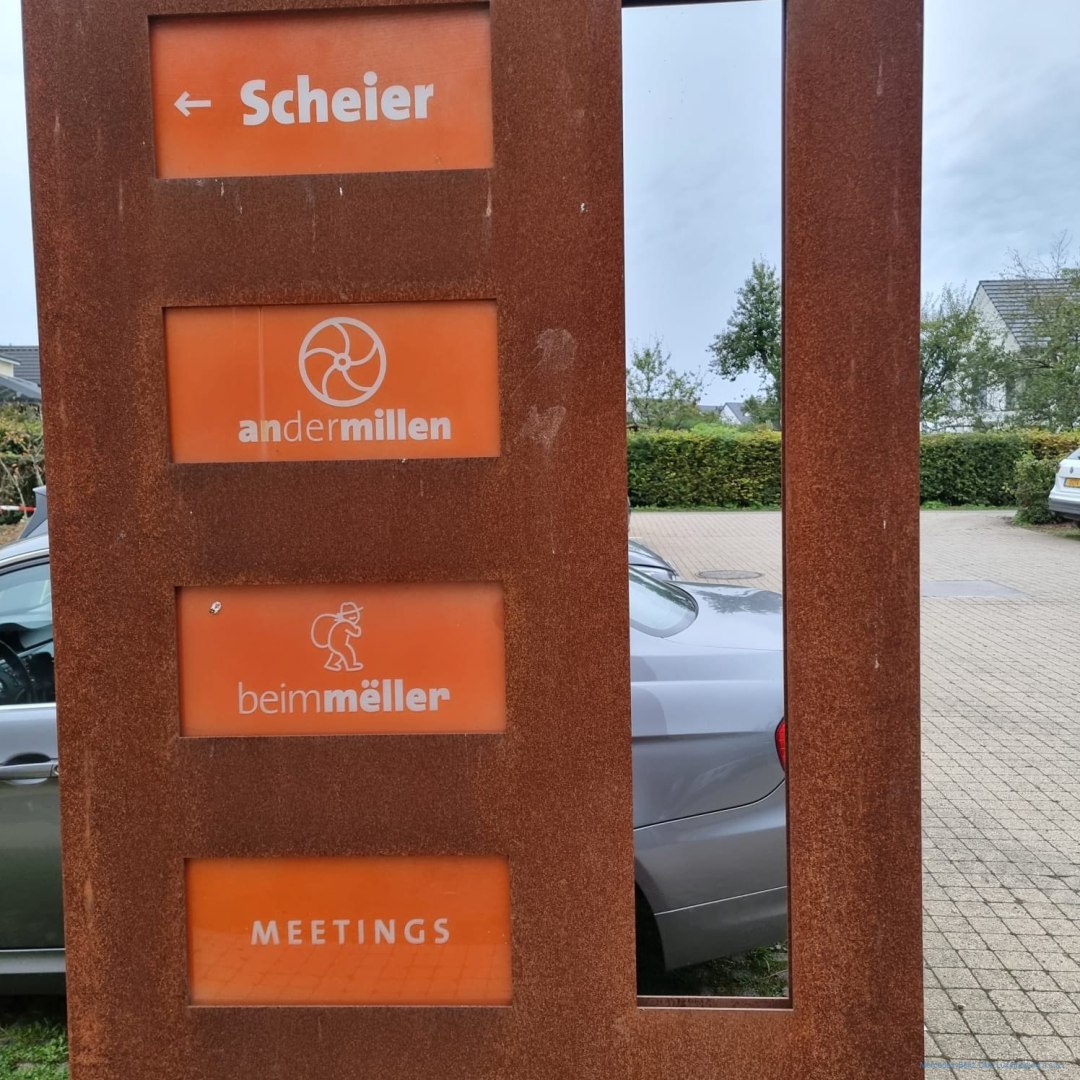 ← Scheier
andermillen
beimmëller
MEETINGS